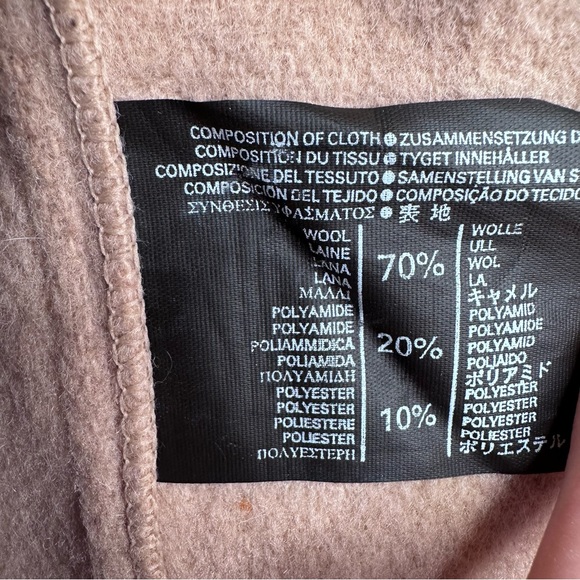 COMPOSITION OF CLOTH ● ZUSAMMENSETZUNG D
COMPOSITION DU TISSU ● TYGET INNEHÅLLER
COMPOSIZIONE DEL TESSUTO ● SAMENSTELLING VAN S
COMPOSICIÓN DEL TEJIDO ● COMPOSIÇÃO DO TECIDO
ΣΥΝΘΕΣΙΣ ΥΦΑΣΜΑΤΟΣ ● 表 地
WOOL
LAINE
LANA
LANA
ΜΑΛΛΙ
70%
WOLLE
ULL
WOL
LA
キャメル
POLYAMIDE
POLYAMIDE
POLIAMMIDICA
POLIAMIDA
ΠΟΛΥΑΜΙΔΗ
20%
POLYAMID
POLYAMIDE
POLYAMID
POLIAIDO
ポリアミド
POLYESTER
POLYESTER
POLIESTERE
POLIESTER
ΠΟΛΥΕΣΤΕΡΗ
10%
POLYESTER
POLYESTER
POLYESTER
POLYESTER
ポリエステル